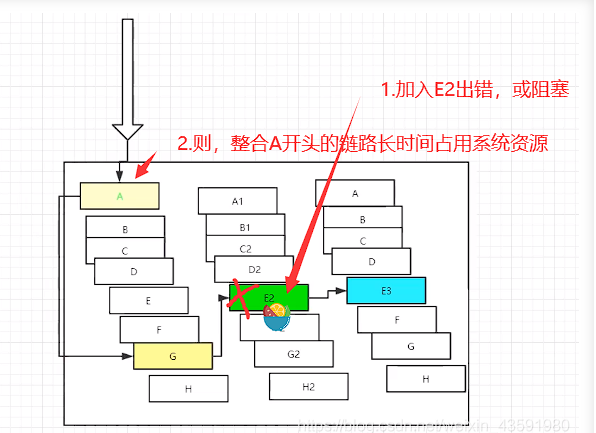 1.加入E2出错，或阻塞
2.则，整合A开头的链路长时间占用系统资源
A
B
C
D
E
F
G
H
A1
B1
C2
D2
E2
G2
H2
A
B
C
D
E3
F
G
H
https://blog.csdn.net/weixin_43591980